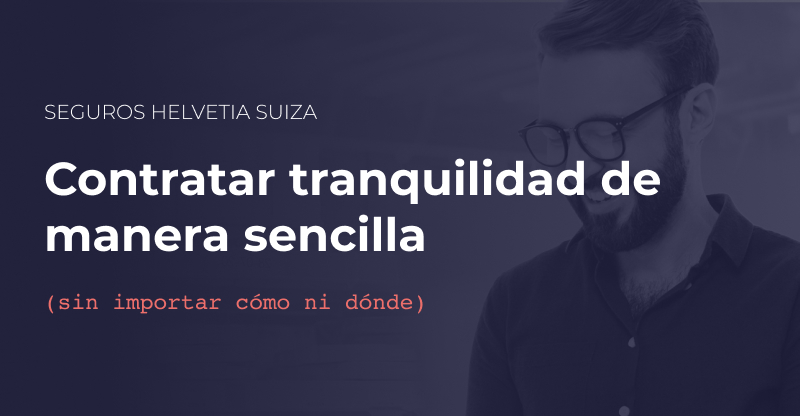 SEGUROS HELVETIA SUIZA
Contratar tranquilidad de
manera sencilla
(sin importar cómo ni dónde)